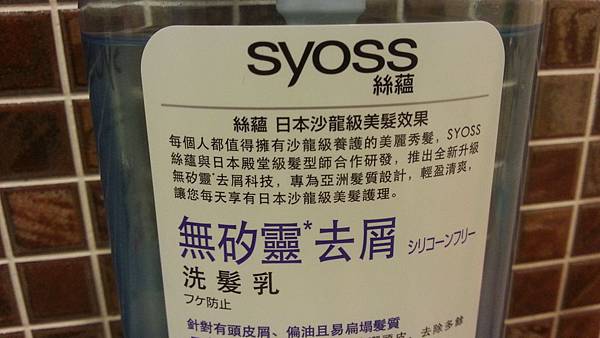 syoss
絲蘊
絲蘊 日本沙龍級美髮效果
每個人都值得擁有沙龍級養護的美麗秀髮，SYOSS
絲蘊與日本殿堂級髮型師合作研發，推出全新升級
無矽靈*去屑科技，專為亞洲髮質設計，輕盈清爽，
讓您每天享有日本沙龍級美髮護理。
無矽靈*去屑 シリコーンフリー
洗髮乳
フケ防止
針對有頭皮屑、偏油且易扁塌髮質
頭皮、去除多餘